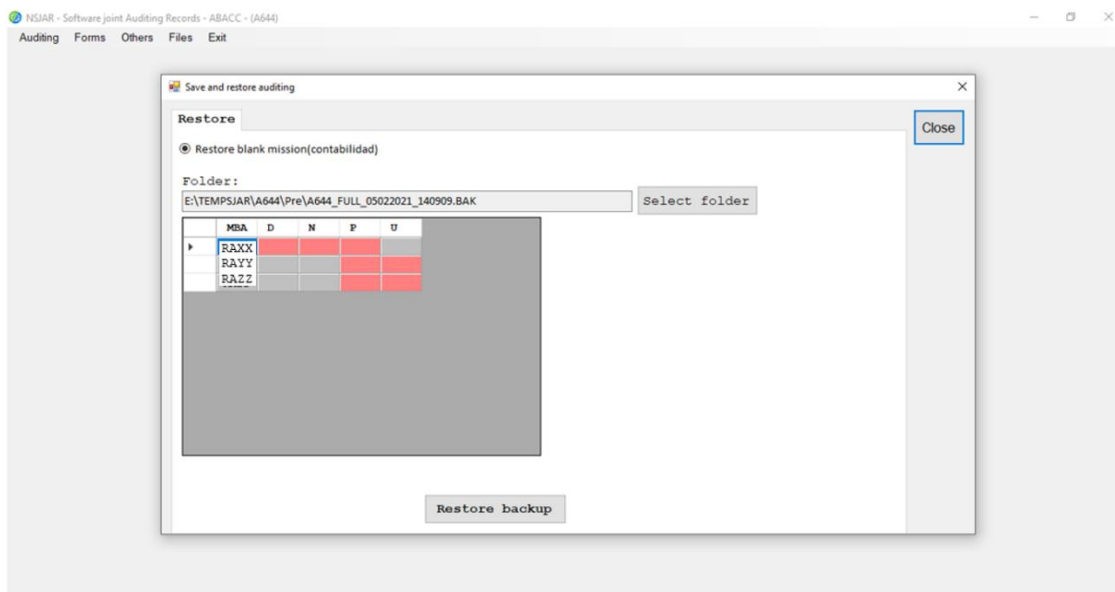 NSJAR - Software joint Auditing Records - ABACC - (A644)
Auditing Forms Others Files Exit
Save and restore auditing
Restore
Close
Restore blank mission(contabilidad)
Folder:
E:\TEMPSJAR\A644\Pre\A644_FULL_05022021_140909.BAK
Select folder
MBA D N P U
RAXX
RAYY
RAZZ
Restore backup